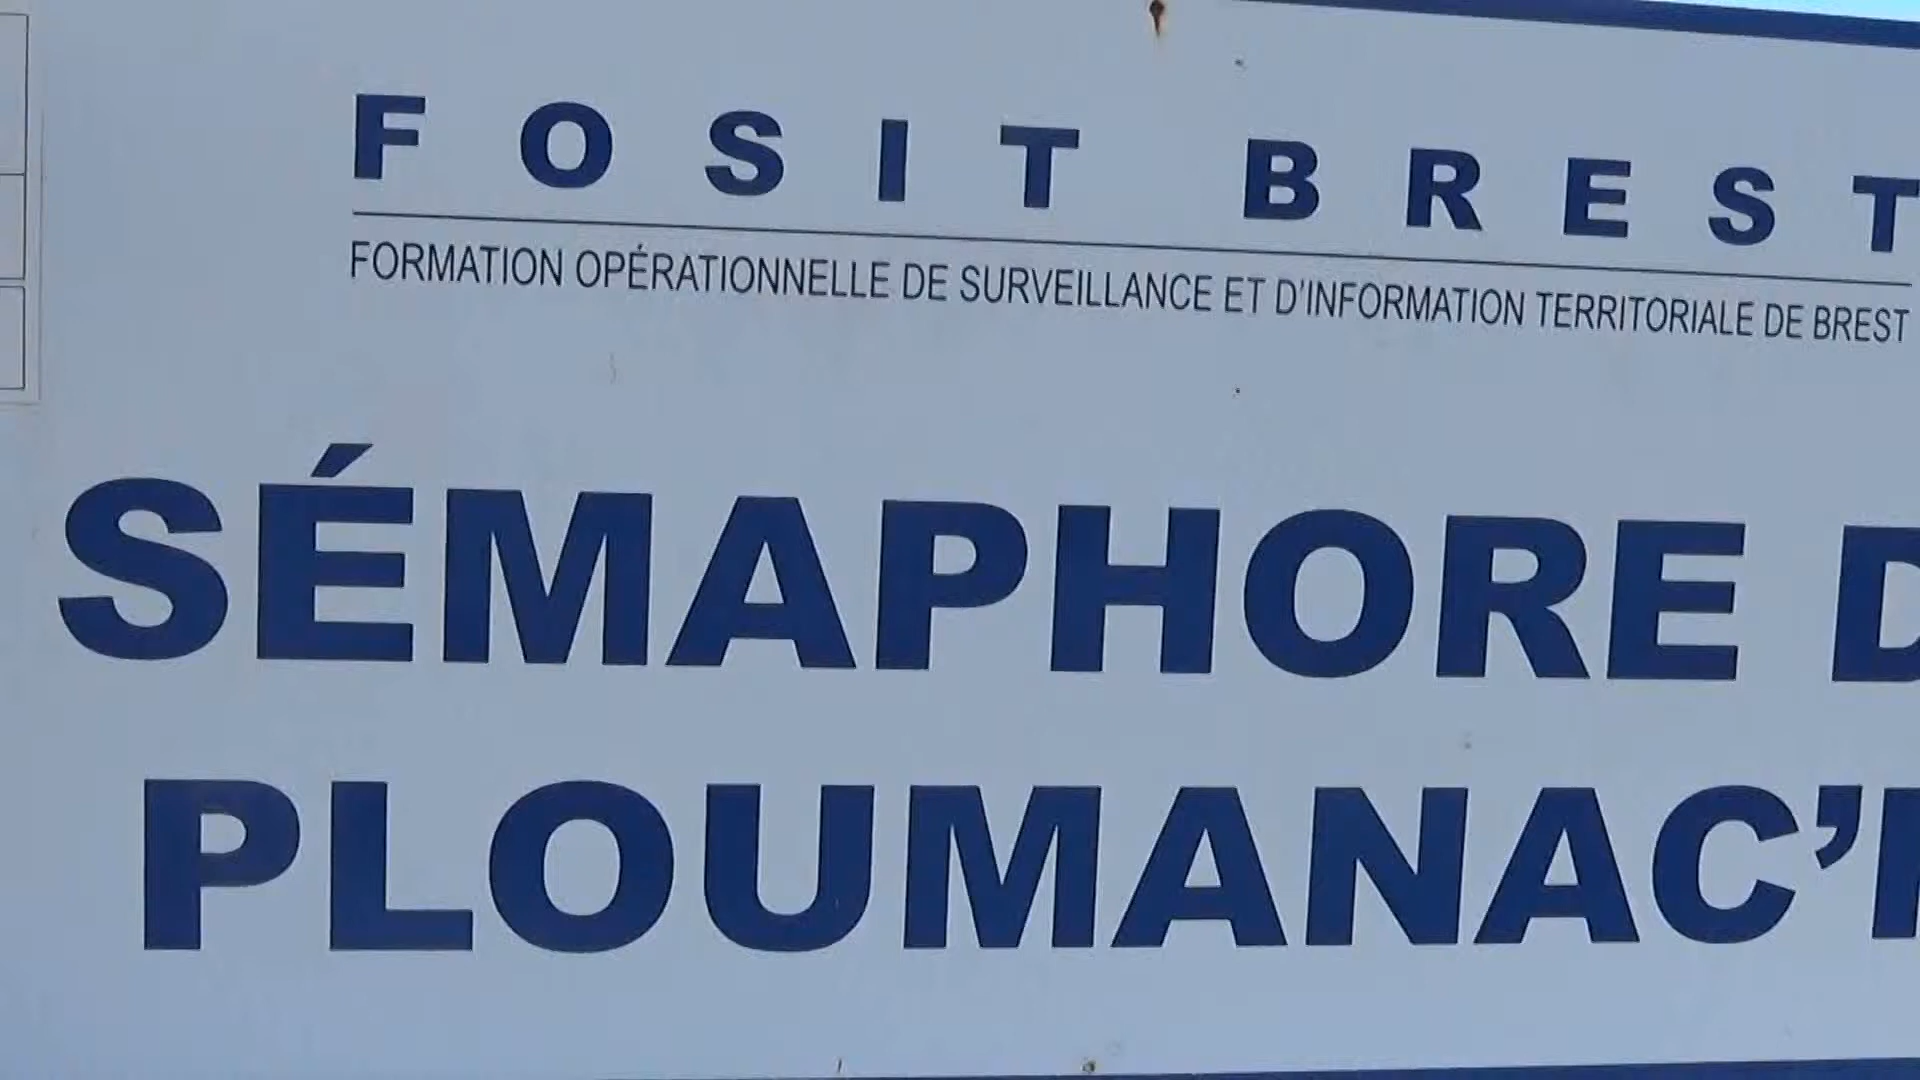 FOSIT BREST
FORMATION OPÉRATIONNELLE DE SURVEILLANCE ET D'INFORMATION TERRITORIALE DE BREST
SÉMAPHORE D
PLOUMANAC'